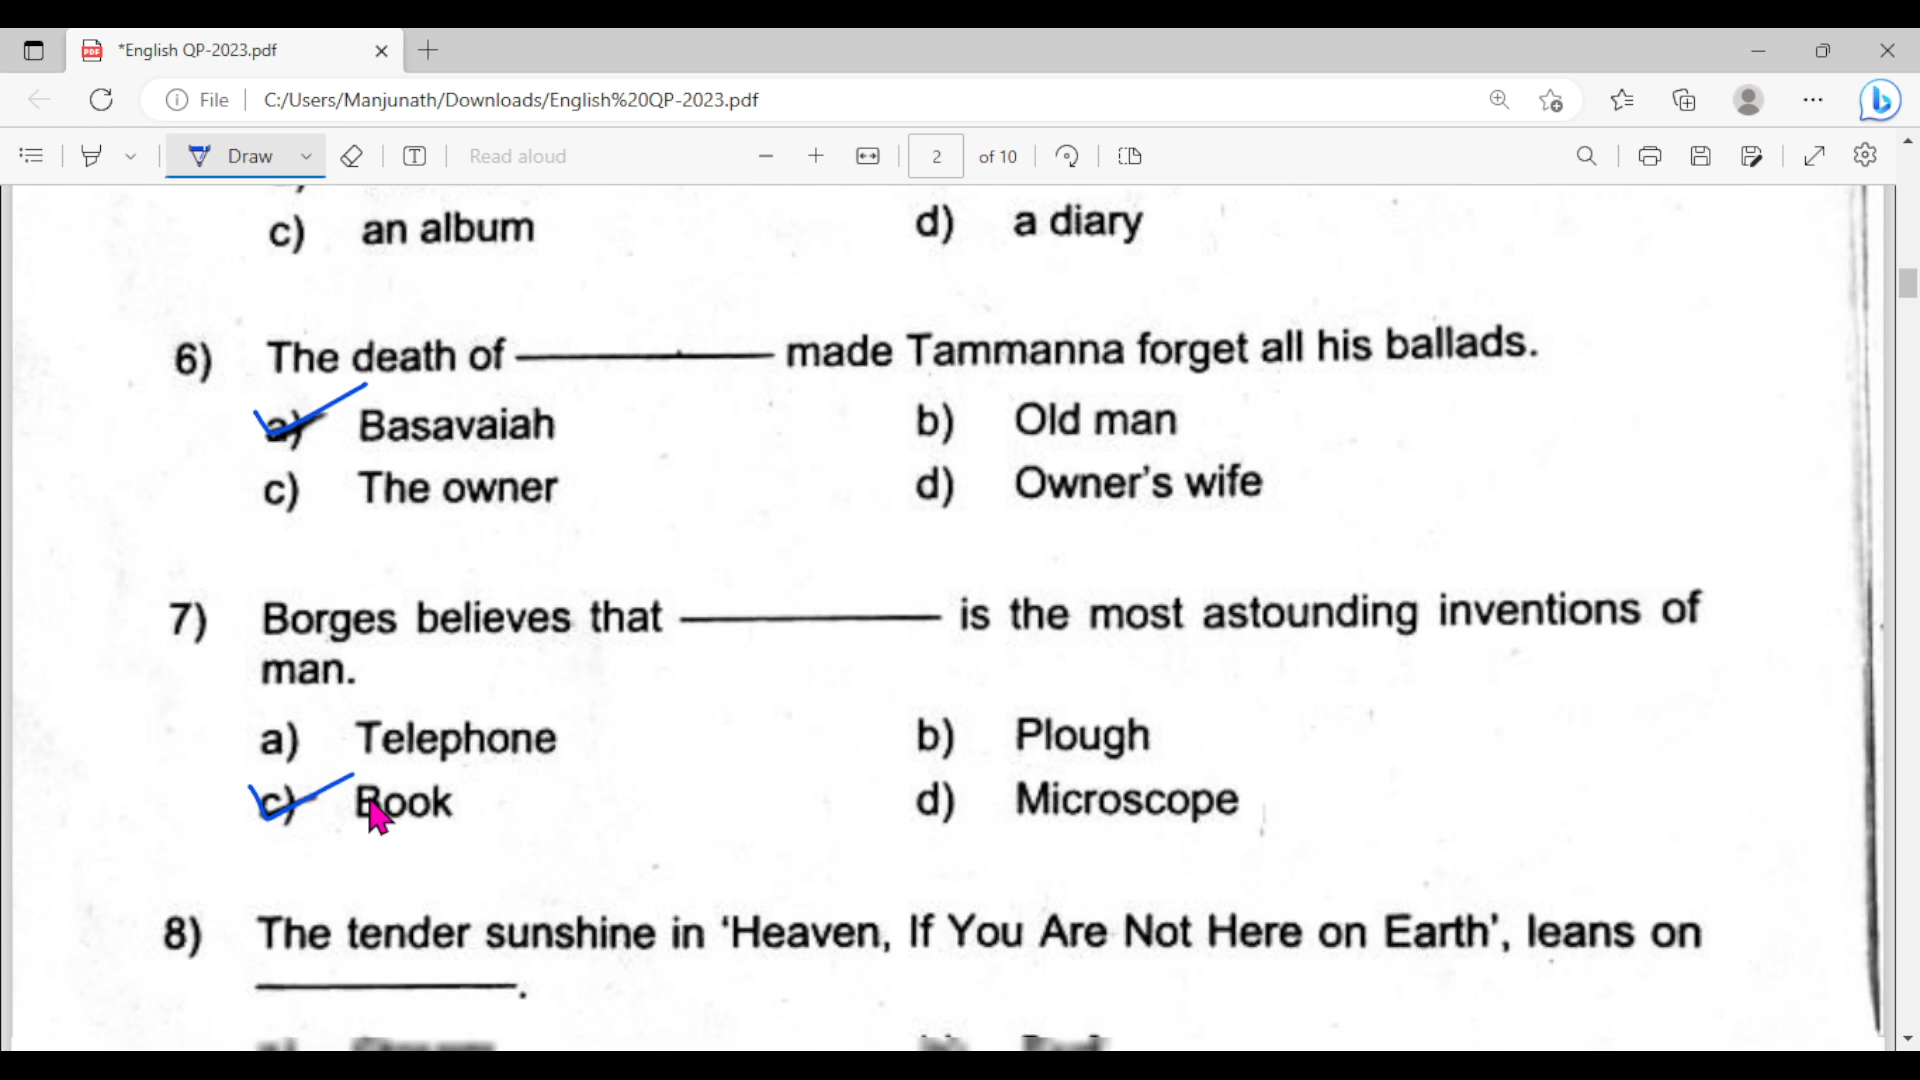 *English QP-2023.pdf
File C:/Users/Manjunath/Downloads/English%20QP-2023.pdf
Draw Read aloud 2 of 10
c) an album d) a diary
6) The death of ____________ made Tammanna forget all his ballads.
a) Basavaiah b) Old man
c) The owner d) Owner's wife
7) Borges believes that ____________ is the most astounding inventions of
man.
a) Telephone b) Plough
c) Book d) Microscope
8) The tender sunshine in 'Heaven, If You Are Not Here on Earth', leans on
____________.